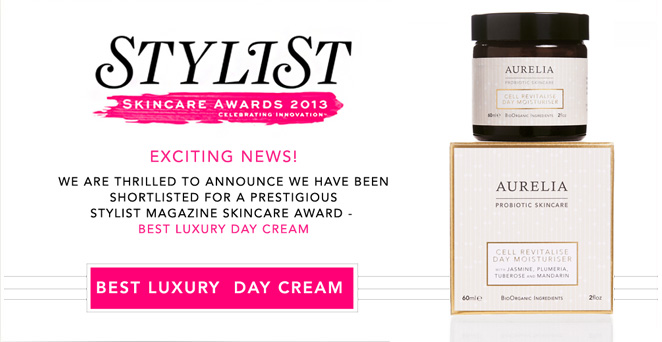 STYLIST
SKINCARE AWARDS 2013
CELEBRATING INNOVATION
EXCITING NEWS!
WE ARE THRILLED TO ANNOUNCE WE HAVE BEEN
SHORTLISTED FOR A PRESTIGIOUS
STYLIST MAGAZINE SKINCARE AWARD -
BEST LUXURY DAY CREAM
BEST LUXURY DAY CREAM
AURELIA
PROBIOTIC SKINCARE
CELL REVITALISE
DAY MOISTURISER
60ml℮ BIOORGANIC INGREDIENTS 2floz
AURELIA
PROBIOTIC SKINCARE
CELL REVITALISE
DAY MOISTURISER
WITH JASMINE, PLUMERIA,
TUBEROSE AND MANDARIN
60ml℮ BIOORGANIC INGREDIENTS 2floz